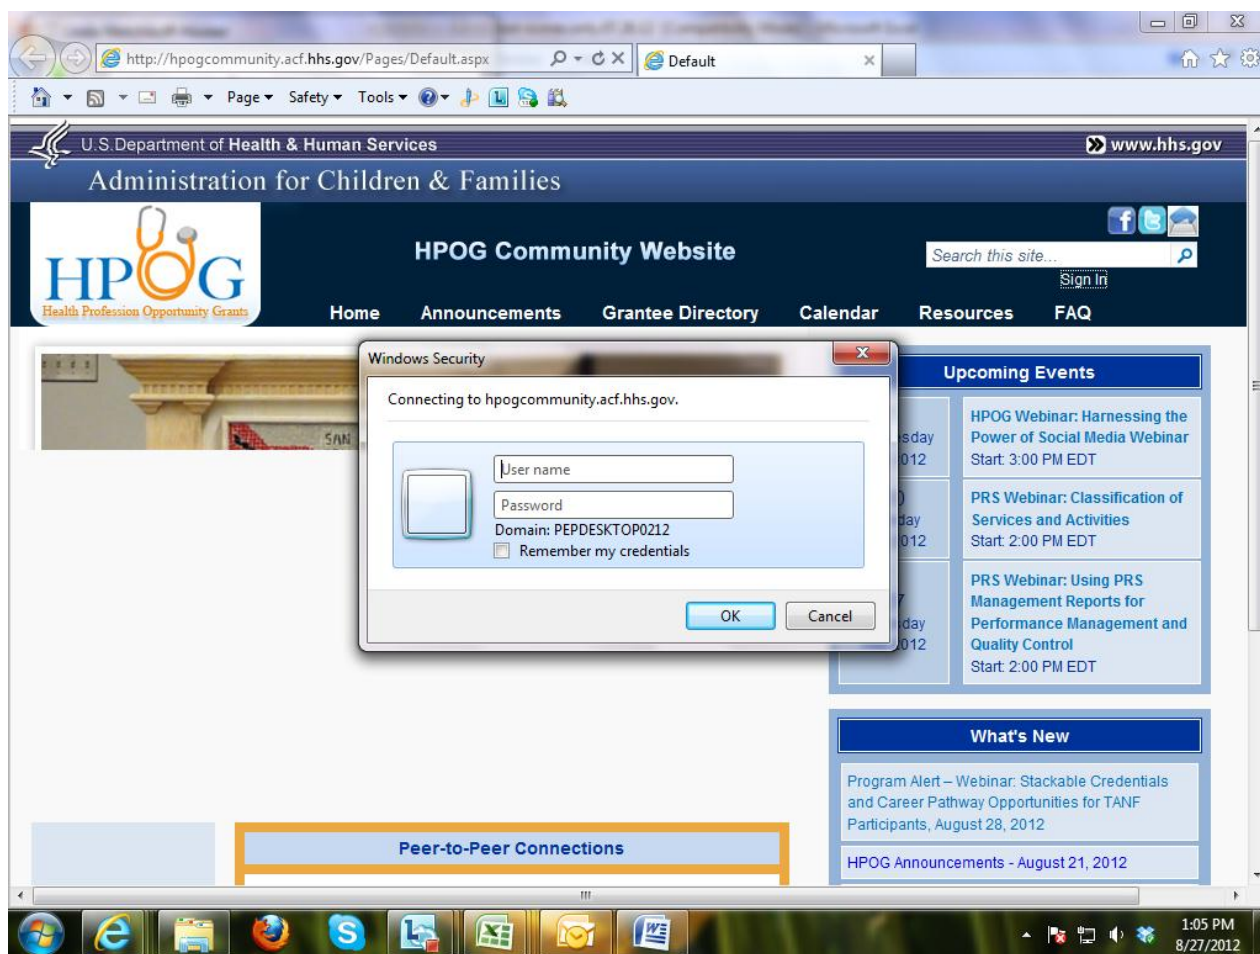 http://hpogcommunity.acf.hhs.gov/Pages/Default.aspx
Default
Page Safety Tools
U.S.Department of Health & Human Services
www.hhs.gov
Administration for Children & Families
HPOG
Health Profession Opportunity Grants
HPOG Community Website
Search this site...
Sign In
Home Announcements Grantee Directory Calendar Resources FAQ
SAN
Windows Security
Connecting to hpogcommunity.acf.hhs.gov.
User name
Password
Domain: PEPDESKTOP0212
Remember my credentials
OK Cancel
Upcoming Events
HPOG Webinar: Harnessing the
Power of Social Media Webinar
Start: 3:00 PM EDT
PRS Webinar: Classification of
Services and Activities
Start: 2:00 PM EDT
PRS Webinar: Using PRS
Management Reports for
Performance Management and
Quality Control
Start: 2:00 PM EDT
What's New
Program Alert – Webinar: Stackable Credentials
and Career Pathway Opportunities for TANF
Participants, August 28, 2012
HPOG Announcements - August 21, 2012
Peer-to-Peer Connections
1:05 PM
8/27/2012